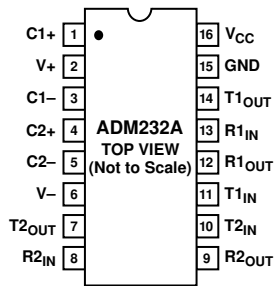 C1+ 1 16 VCC
V+ 2 15 GND
C1– 3 14 T1OUT
C2+ 4 ADM232A 13 R1IN
C2– 5 TOP VIEW 12 R1OUT
(Not to Scale)
V– 6 11 T1IN
T2OUT 7 10 T2IN
R2IN 8 9 R2OUT